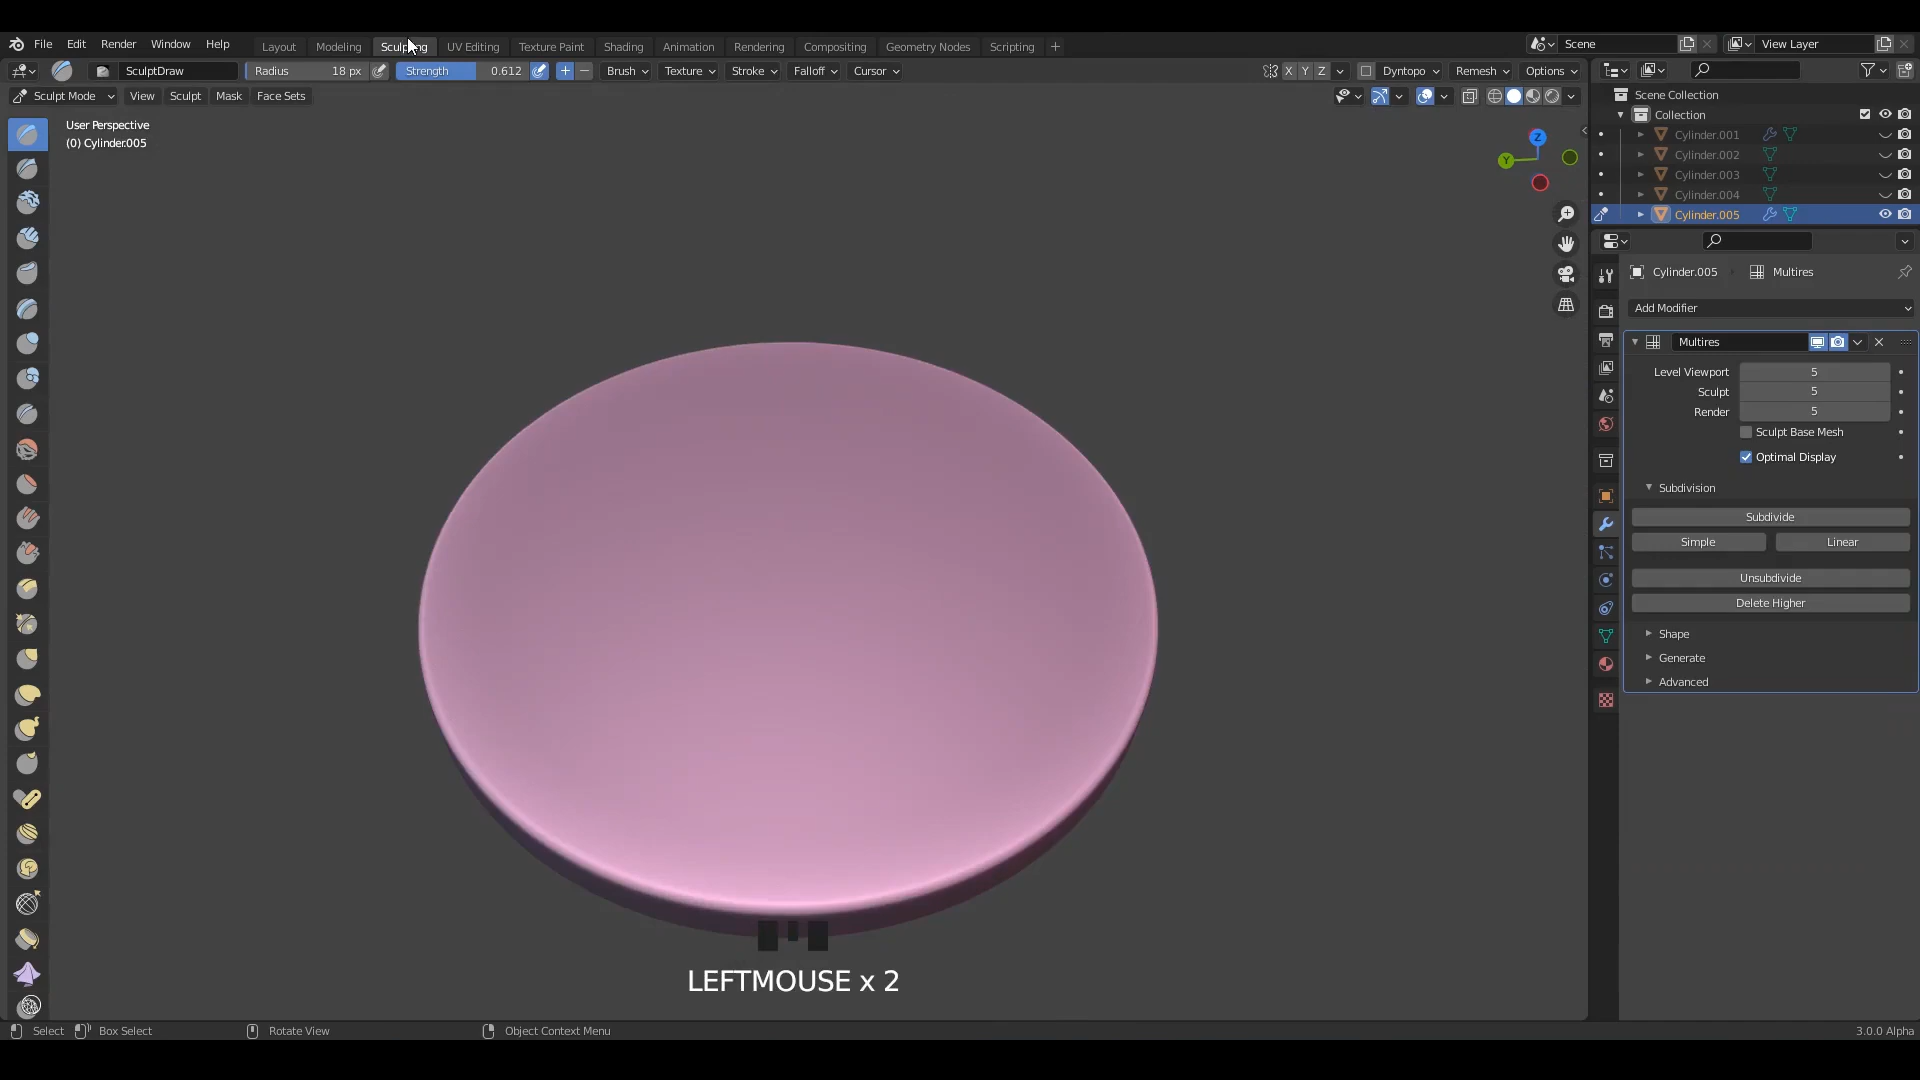 File Edit Render Window Help Layout Modeling Sculpting UV Editing Texture Paint Shading Animation Rendering Compositing Geometry Nodes Scripting + Scene View Layer
SculptDraw Radius 18 px Strength 0.612 Brush Texture Stroke Falloff Cursor X Y Z Dyntopo Remesh Options
Sculpt Mode View Sculpt Mask Face Sets
User Perspective
(0) Cylinder.005
Z
Y
Scene Collection
Collection
Cylinder.001
Cylinder.002
Cylinder.003
Cylinder.004
Cylinder.005
Cylinder.005 Multires
Add Modifier
Multires
Level Viewport 5
Sculpt 5
Render 5
Sculpt Base Mesh
Optimal Display
Subdivision
Subdivide
Simple Linear
Unsubdivide
Delete Higher
Shape
Generate
Advanced
LEFTMOUSE x 2
Select Box Select Rotate View Object Context Menu 3.0.0 Alpha